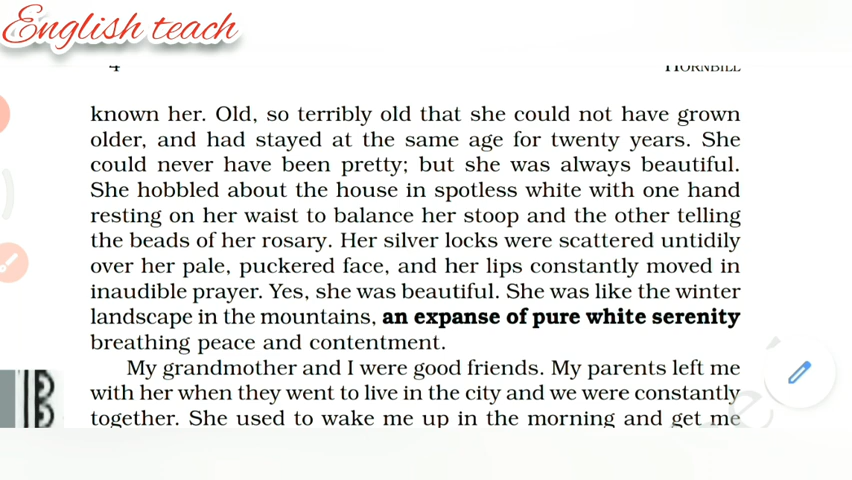 English teach
4 HORNBILL
known her. Old, so terribly old that she could not have grown
older, and had stayed at the same age for twenty years. She
could never have been pretty; but she was always beautiful.
She hobbled about the house in spotless white with one hand
resting on her waist to balance her stoop and the other telling
the beads of her rosary. Her silver locks were scattered untidily
over her pale, puckered face, and her lips constantly moved in
inaudible prayer. Yes, she was beautiful. She was like the winter
landscape in the mountains, an expanse of pure white serenity
breathing peace and contentment.
My grandmother and I were good friends. My parents left me
with her when they went to live in the city and we were constantly
together. She used to wake me up in the morning and get me